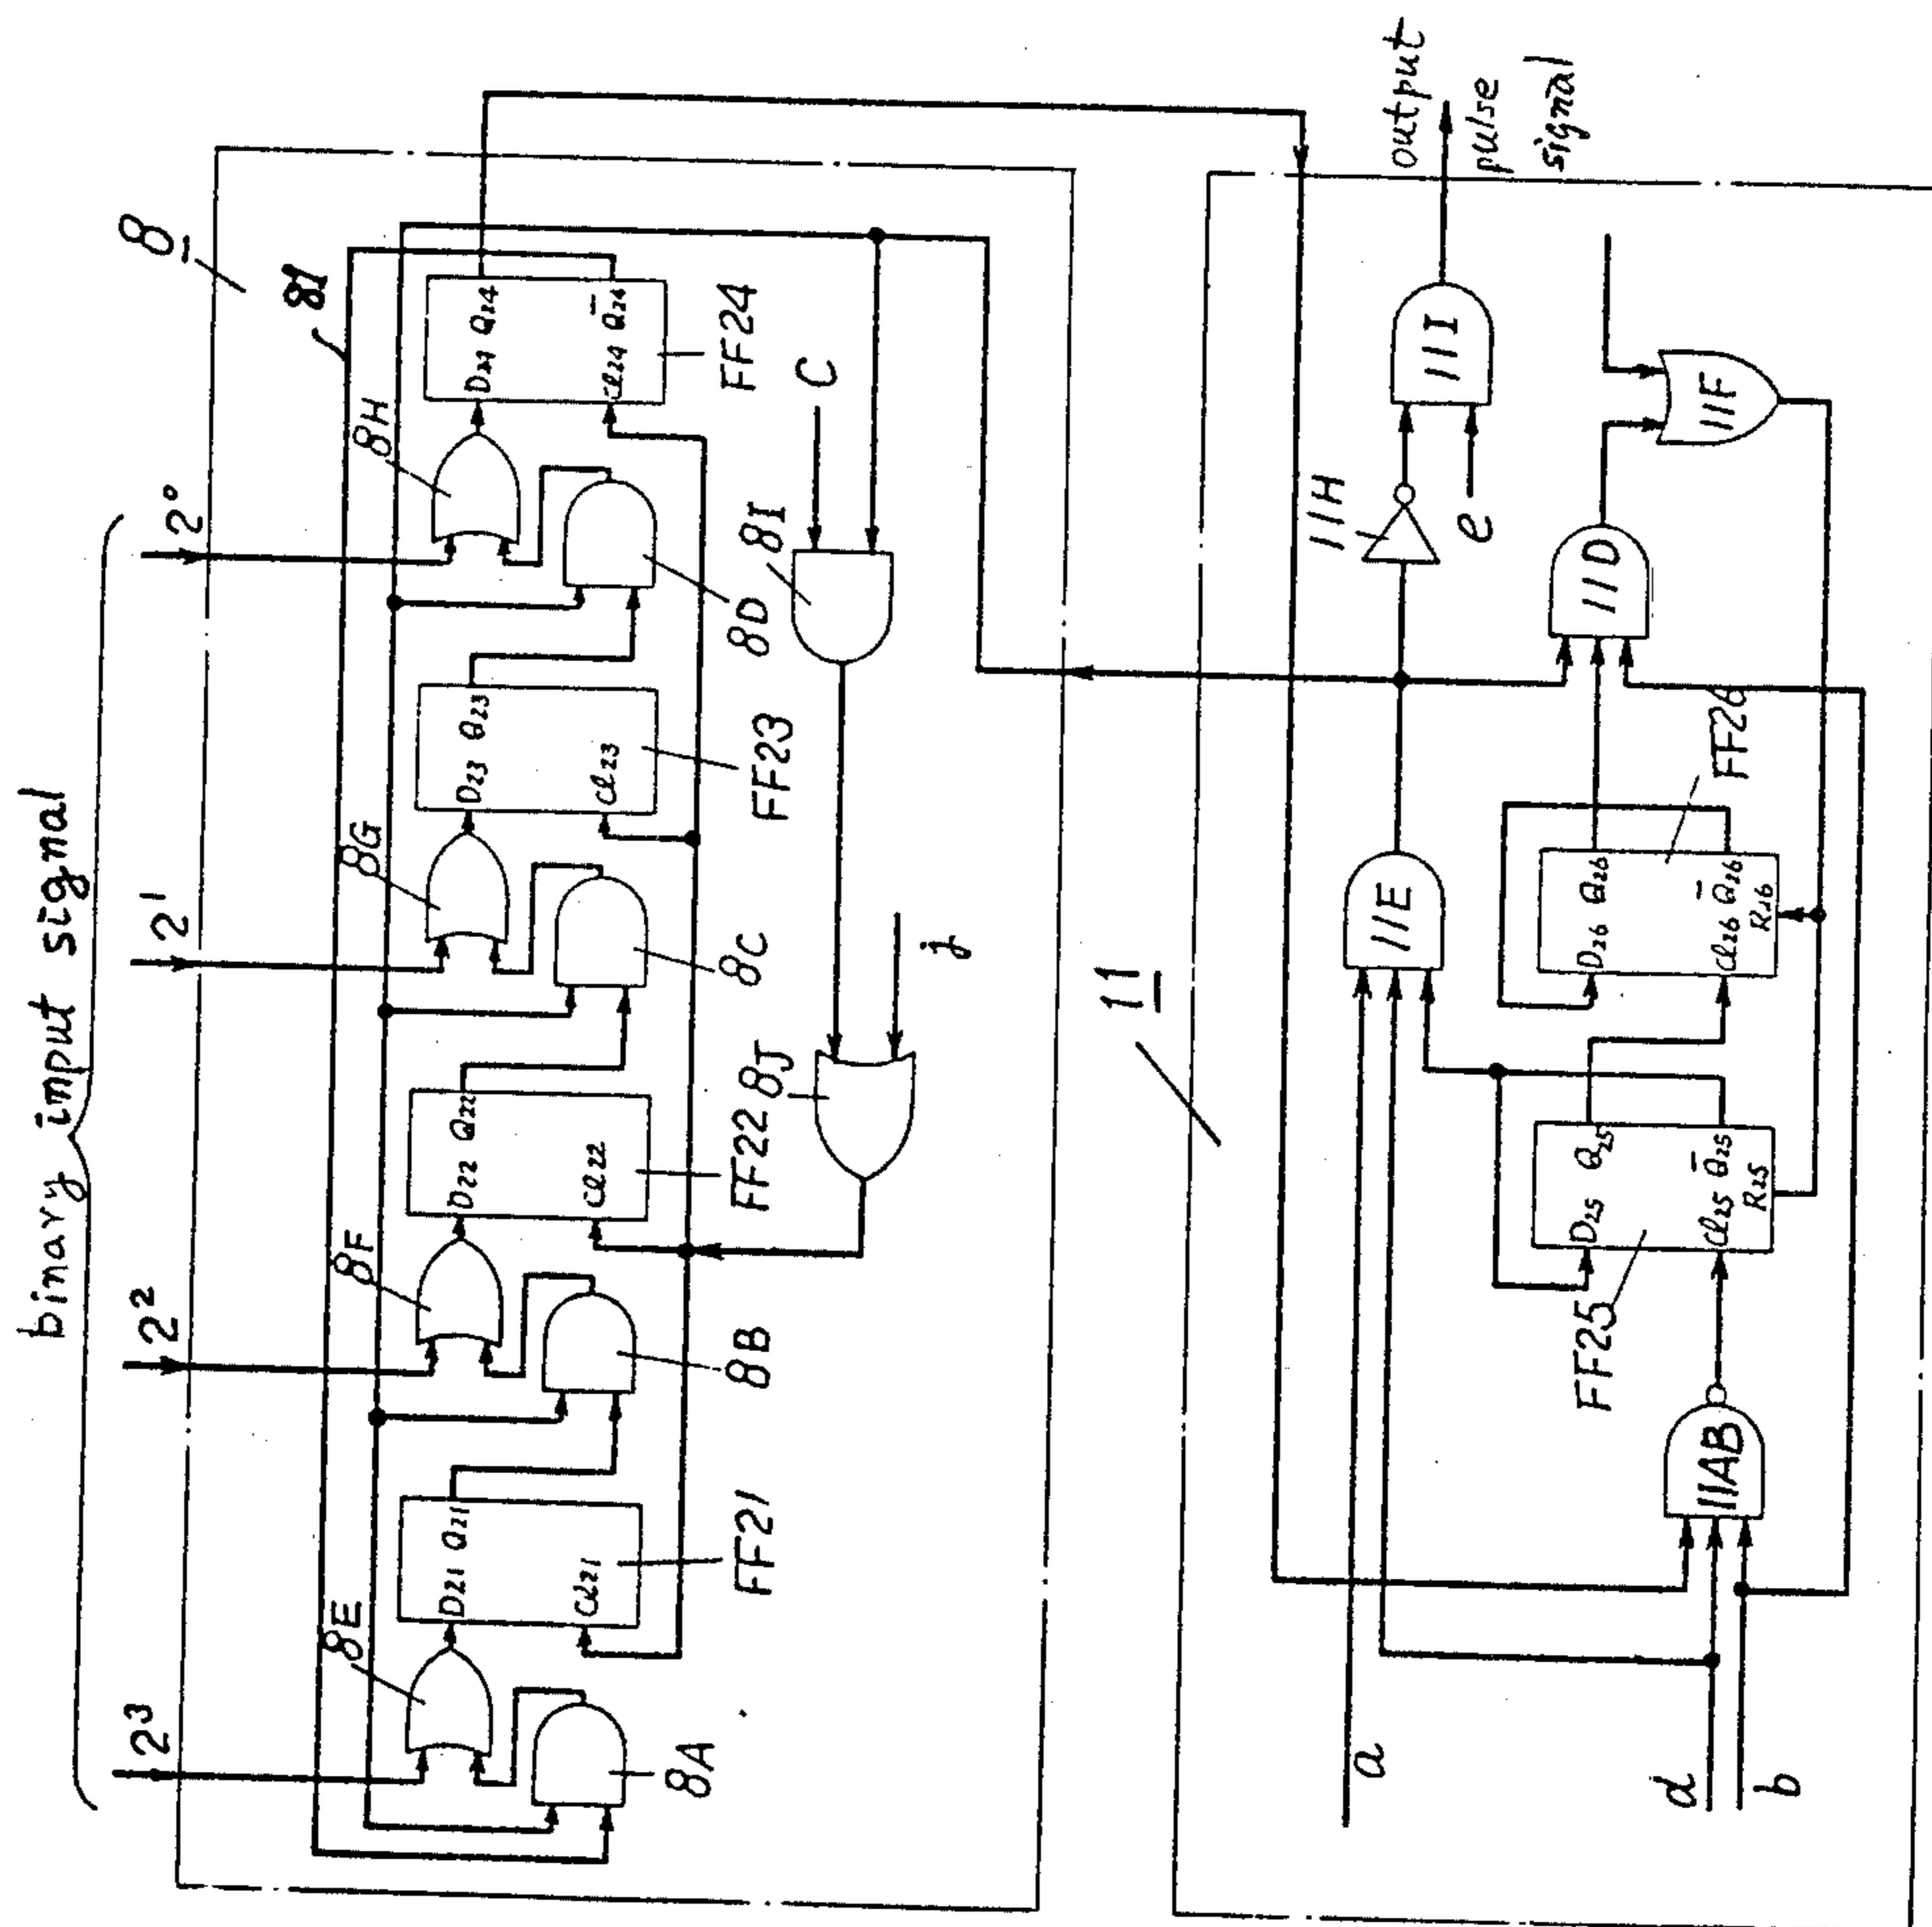 binary input signal
2³
2²
2¹
2⁰
8
81
8E
8F
8G
8H
D21 Q21
Cl21
D22 Q22
Cl22
D23 Q23
Cl23
D24 Q24
Cl24 Q̄24
8A
FF21
8B
FF22
8C
FF23
8D
FF24
8J
8I
C
j
11
a
d
b
11AB
FF25
D25 Q25
Cl25 Q̄25
R25
11E
D26 Q26
Cl26 Q̄26
R26
FF26
11D
11F
11H
e
11I
output
pulse
signal